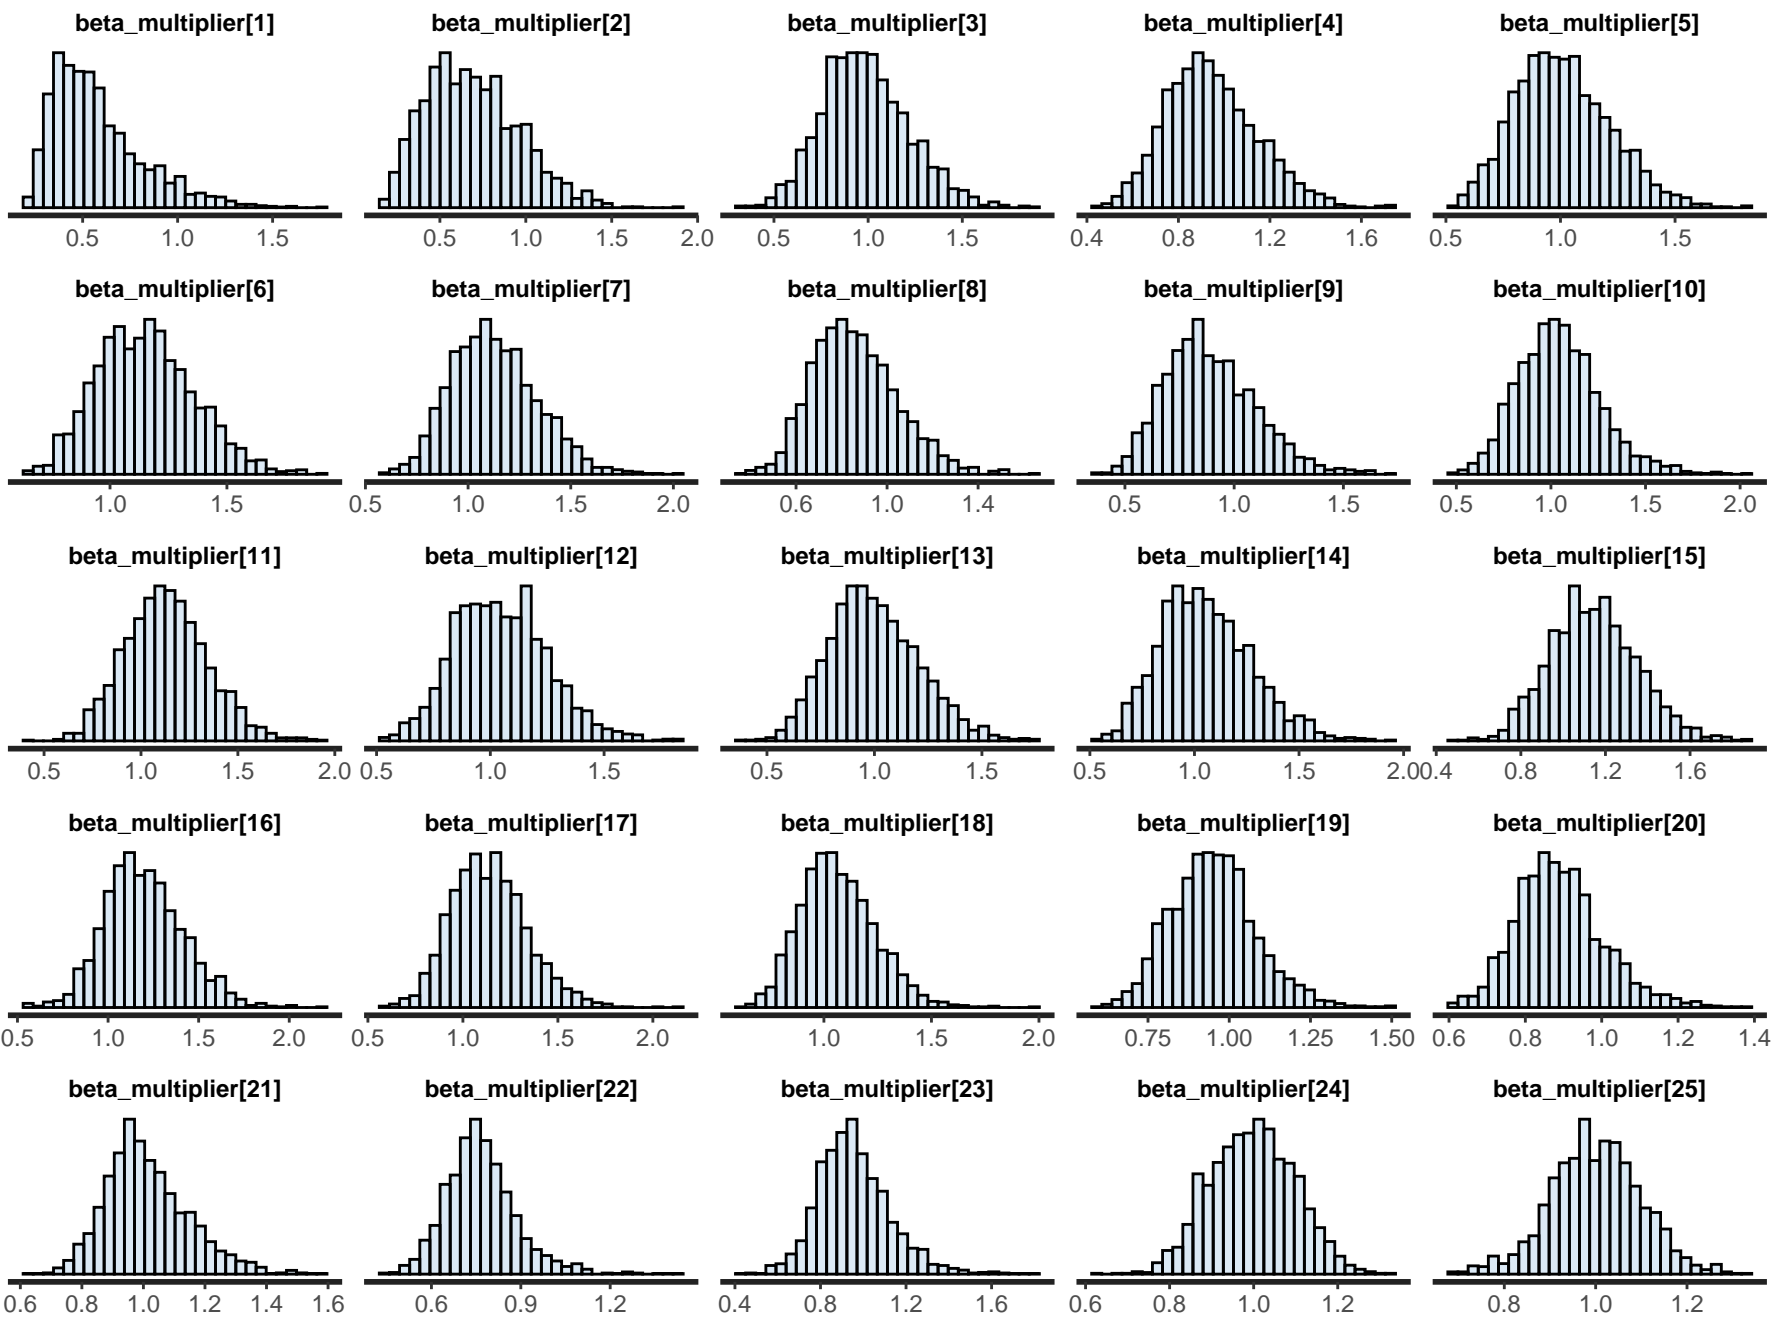 beta_multiplier[1] beta_multiplier[2] beta_multiplier[3] beta_multiplier[4] beta_multiplier[5]
0.5 1.0 1.5 0.5 1.0 1.5 2.0 0.5 1.0 1.5 0.4 0.8 1.2 1.6 0.5 1.0 1.5
beta_multiplier[6] beta_multiplier[7] beta_multiplier[8] beta_multiplier[9] beta_multiplier[10]
1.0 1.5 0.5 1.0 1.5 2.0 0.6 1.0 1.4 0.5 1.0 1.5 0.5 1.0 1.5 2.0
beta_multiplier[11] beta_multiplier[12] beta_multiplier[13] beta_multiplier[14] beta_multiplier[15]
0.5 1.0 1.5 2.0 0.5 1.0 1.5 0.5 1.0 1.5 0.5 1.0 1.5 2.0 0.4 0.8 1.2 1.6
beta_multiplier[16] beta_multiplier[17] beta_multiplier[18] beta_multiplier[19] beta_multiplier[20]
0.5 1.0 1.5 2.0 0.5 1.0 1.5 2.0 1.0 1.5 2.0 0.75 1.00 1.25 1.50 0.6 0.8 1.0 1.2 1.4
beta_multiplier[21] beta_multiplier[22] beta_multiplier[23] beta_multiplier[24] beta_multiplier[25]
0.6 0.8 1.0 1.2 1.4 1.6 0.6 0.9 1.2 0.4 0.8 1.2 1.6 0.6 0.8 1.0 1.2 0.8 1.0 1.2